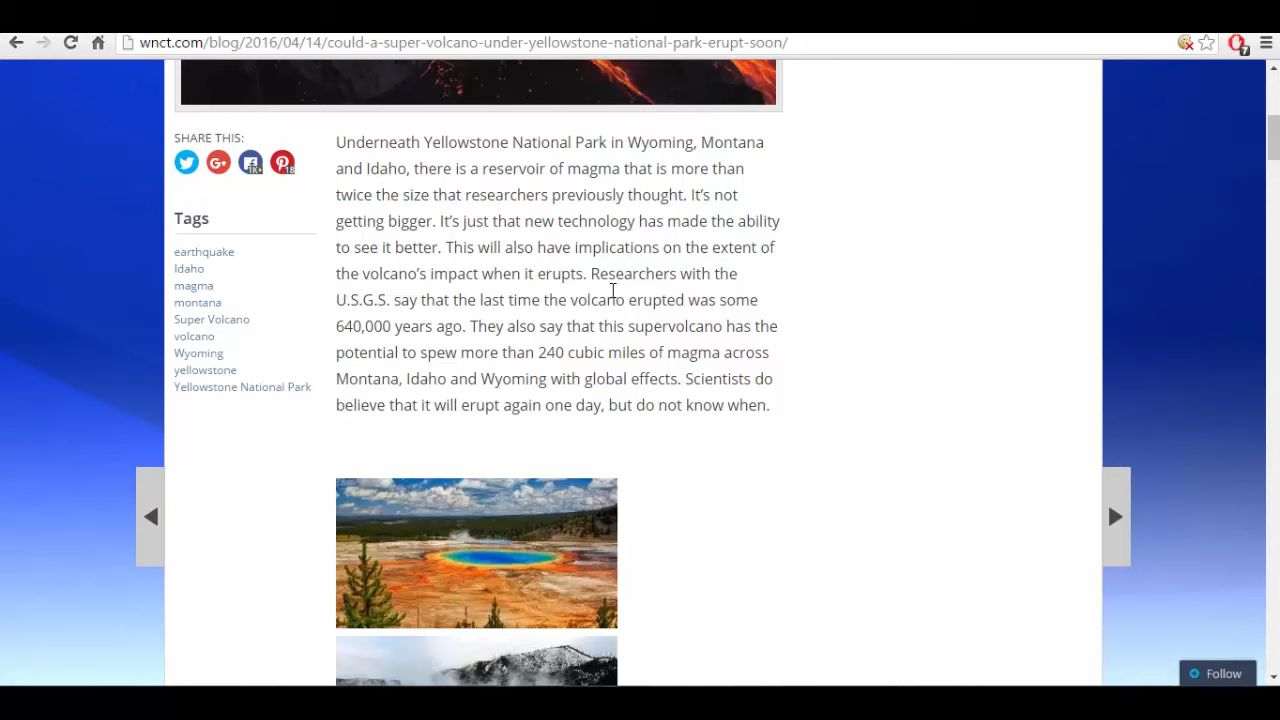 wnct.com/blog/2016/04/14/could-a-super-volcano-under-yellowstone-national-park-erupt-soon/
7
SHARE THIS:
1K+
18
Tags
earthquake
Idaho
magma
montana
Super Volcano
volcano
Wyoming
yellowstone
Yellowstone National Park
Underneath Yellowstone National Park in Wyoming, Montana
and Idaho, there is a reservoir of magma that is more than
twice the size that researchers previously thought. It’s not
getting bigger. It’s just that new technology has made the ability
to see it better. This will also have implications on the extent of
the volcano’s impact when it erupts. Researchers with the
U.S.G.S. say that the last time the volcano erupted was some
640,000 years ago. They also say that this supervolcano has the
potential to spew more than 240 cubic miles of magma across
Montana, Idaho and Wyoming with global effects. Scientists do
believe that it will erupt again one day, but do not know when.
Follow